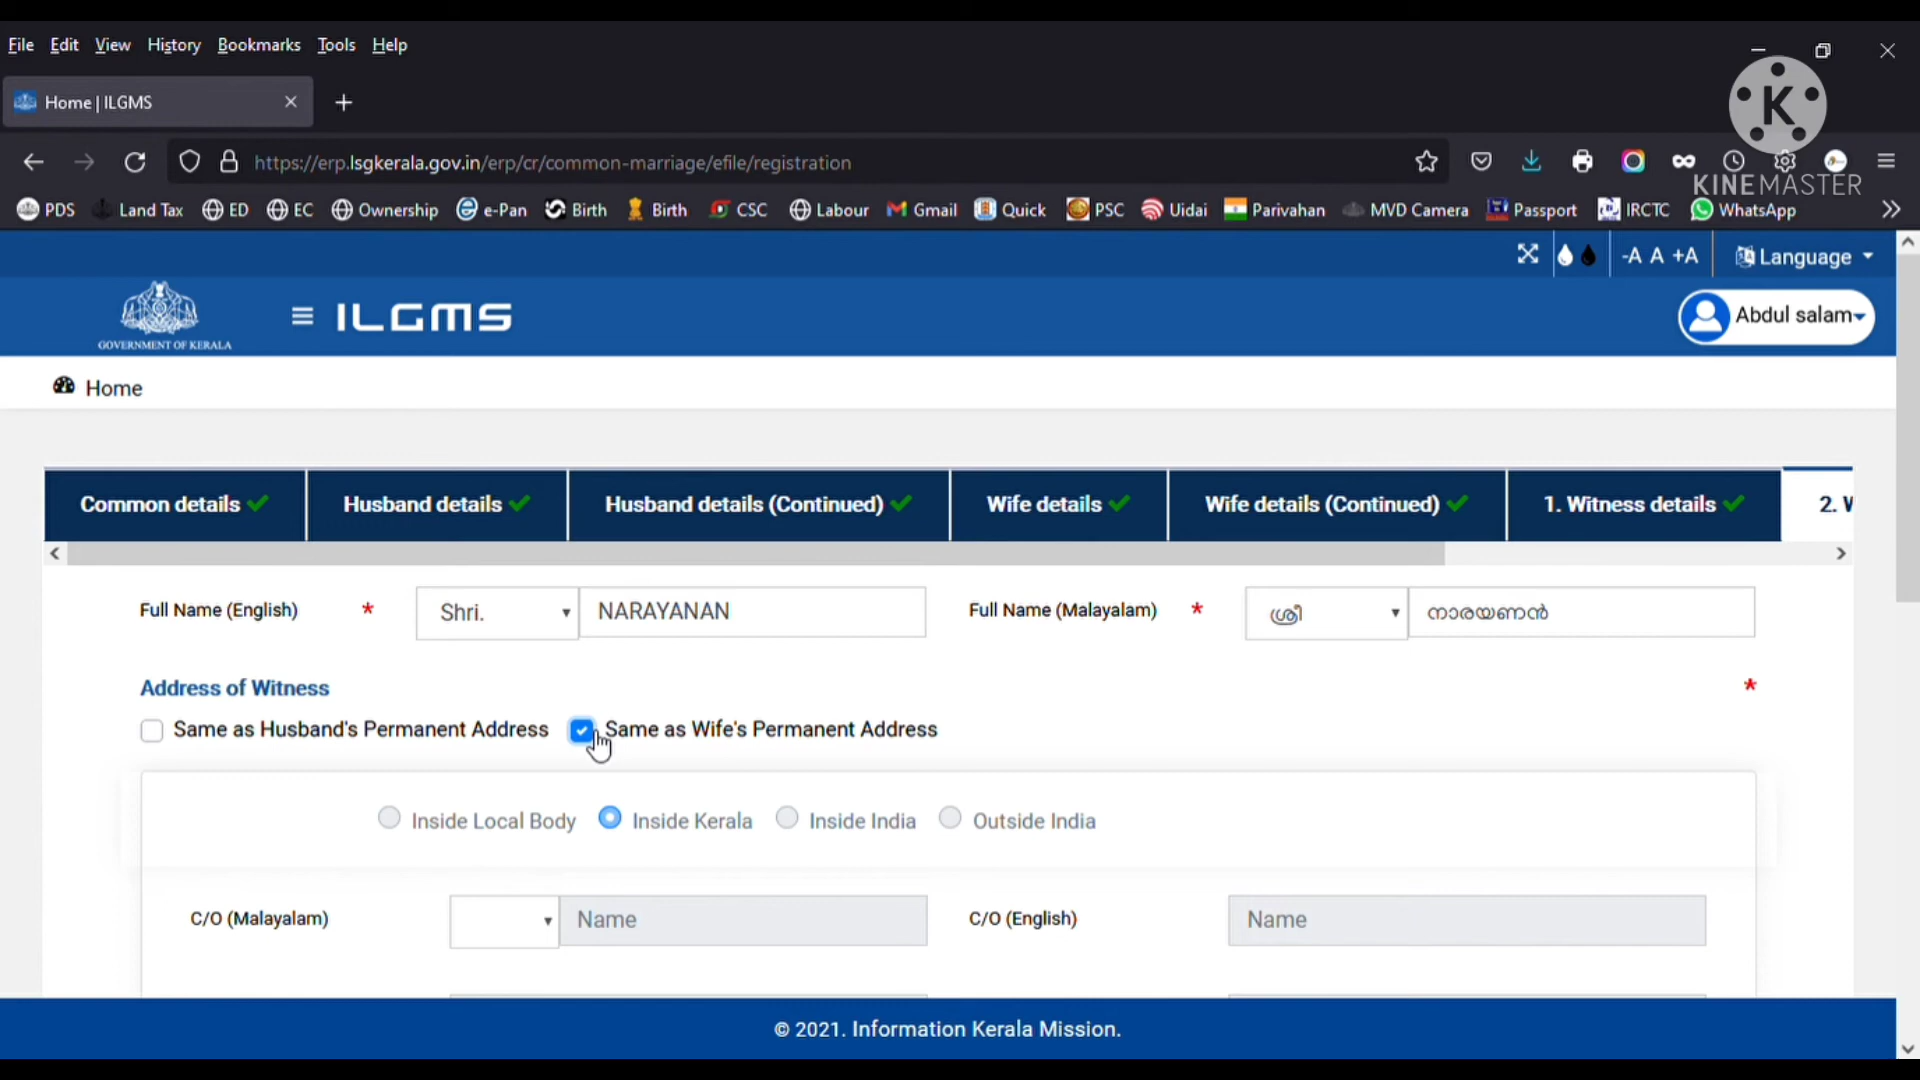 File Edit View History Bookmarks Tools Help
Home | ILGMS
https://erp.lsgkerala.gov.in/erp/cr/common-marriage/efile/registration
K
KINEMASTER
PDS Land Tax ED EC Ownership e-Pan Birth Birth CSC Labour Gmail Quick PSC Uidai Parivahan MVD Camera Passport IRCTC WhatsApp
-A A +A Language
GOVERNMENT OF KERALA
ILGMS
Abdul salam
Home
Common details Husband details Husband details (Continued) Wife details Wife details (Continued) 1. Witness details 2. W
Full Name (English) * Shri. NARAYANAN Full Name (Malayalam) * ശ്രീ നാരയണൻ
Address of Witness *
Same as Husband's Permanent Address Same as Wife's Permanent Address
Inside Local Body Inside Kerala Inside India Outside India
C/O (Malayalam) Name C/O (English) Name
© 2021. Information Kerala Mission.